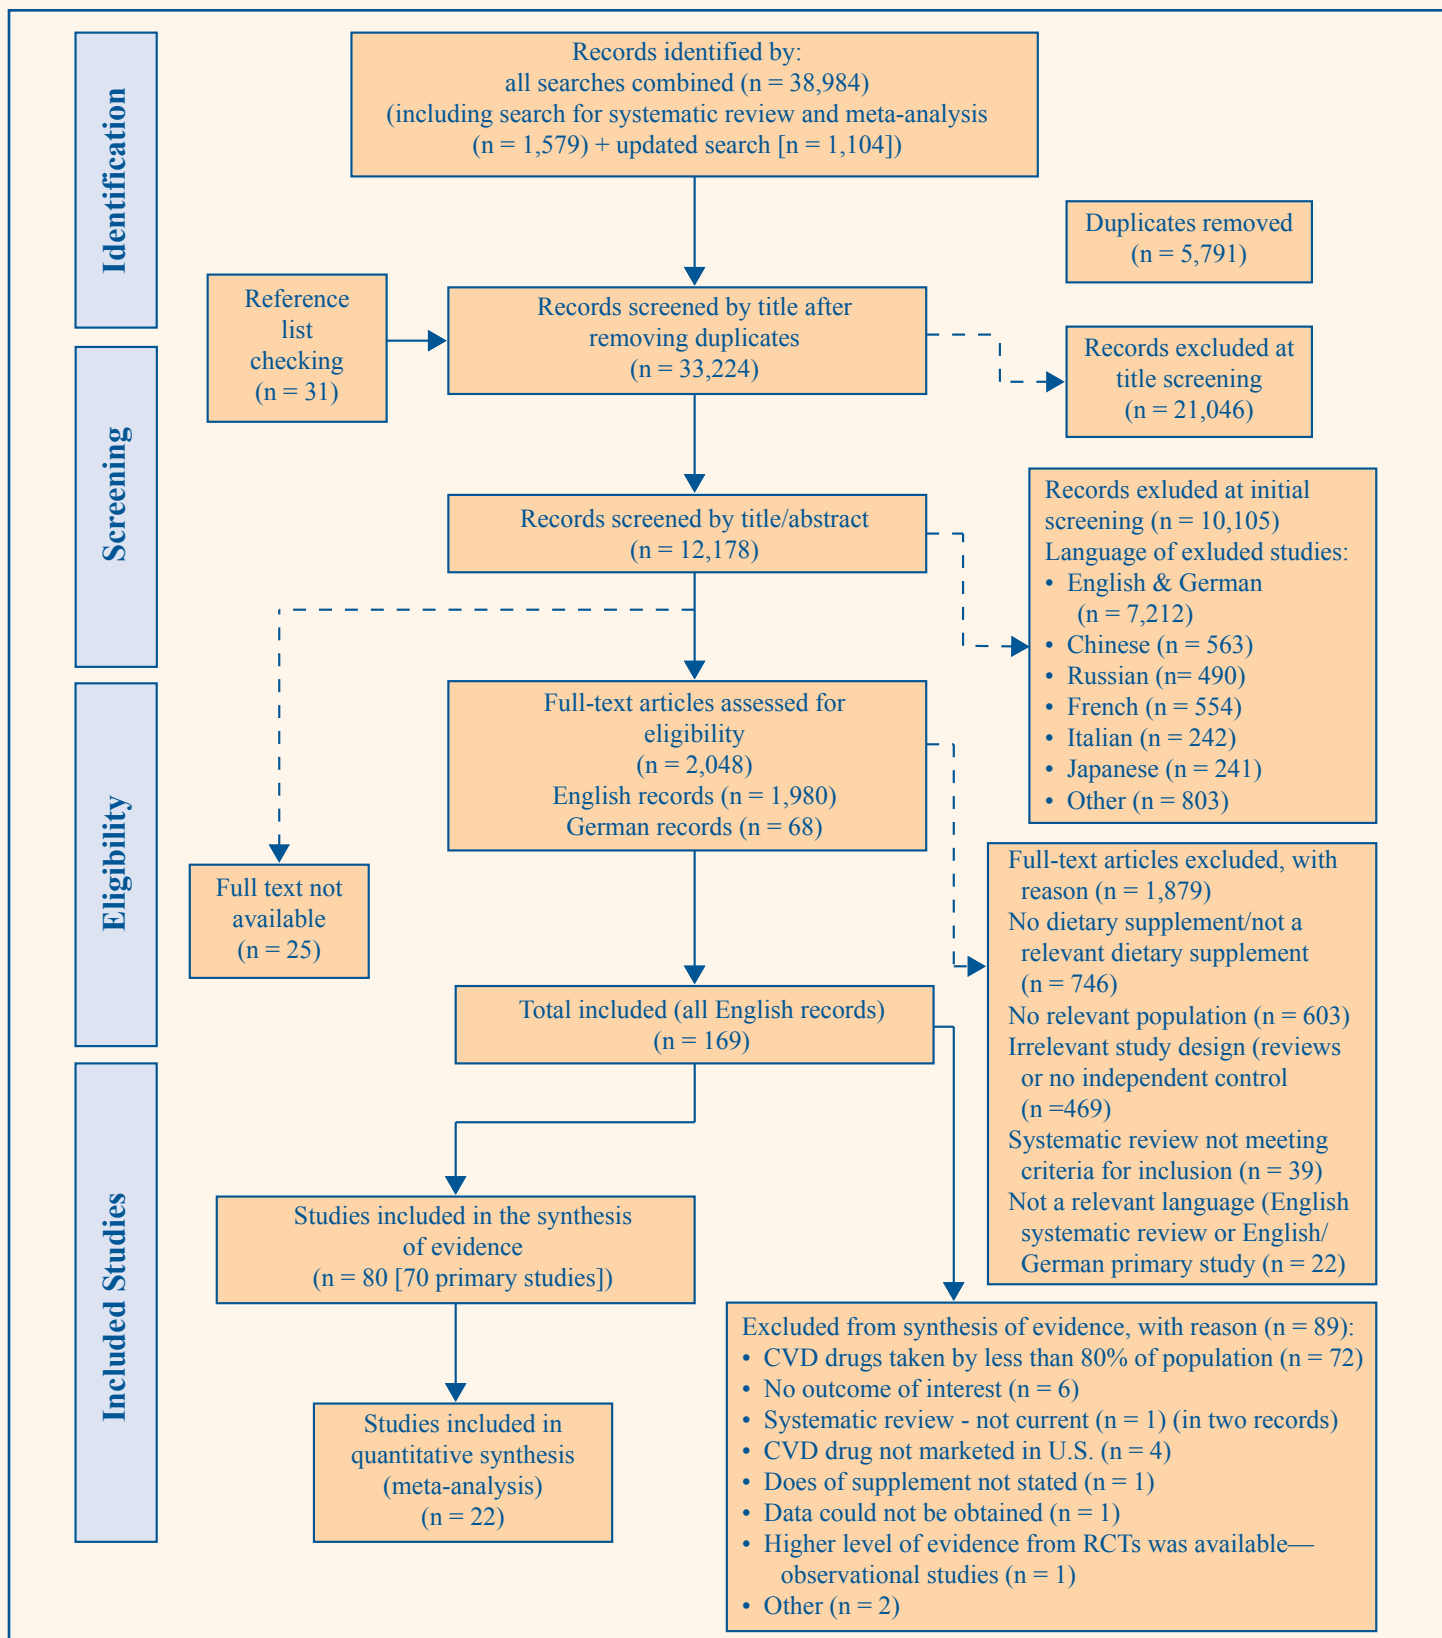 Identification
Records identified by:
all searches combined (n = 38,984)
(including search for systematic review and meta-analysis
(n = 1,579) + updated search [n = 1,104])
Duplicates removed
(n = 5,791)
Reference
list
checking
(n = 31)
Records screened by title after
removing duplicates
(n = 33,224)
Records excluded at
title screening
(n = 21,046)
Screening
Records screened by title/abstract
(n = 12,178)
Records exluded at initial
screening (n = 10,105)
Language of exluded studies:
• English & German
(n = 7,212)
• Chinese (n = 563)
• Russian (n= 490)
• French (n = 554)
• Italian (n = 242)
• Japanese (n = 241)
• Other (n = 803)
Eligibility
Full-text articles assessed for
eligibility
(n = 2,048)
English records (n = 1,980)
German records (n = 68)
Full text not
available
(n = 25)
Full-text articles excluded, with
reason (n = 1,879)
No dietary supplement/not a
relevant dietary supplement
(n = 746)
No relevant population (n = 603)
Irrelevant study design (reviews
or no independent control
(n =469)
Systematic review not meeting
criteria for inclusion (n = 39)
Not a relevant language (English
systematic review or English/
German primary study (n = 22)
Total included (all English records)
(n = 169)
Included Studies
Studies included in the synthesis
of evidence
(n = 80 [70 primary studies])
Studies included in
quantitative synthesis
(meta-analysis)
(n = 22)
Excluded from synthesis of evidence, with reason (n = 89):
• CVD drugs taken by less than 80% of population (n = 72)
• No outcome of interest (n = 6)
• Systematic review - not current (n = 1) (in two records)
• CVD drug not marketed in U.S. (n = 4)
• Does of supplement not stated (n = 1)
• Data could not be obtained (n = 1)
• Higher level of evidence from RCTs was available—
observational studies (n = 1)
• Other (n = 2)